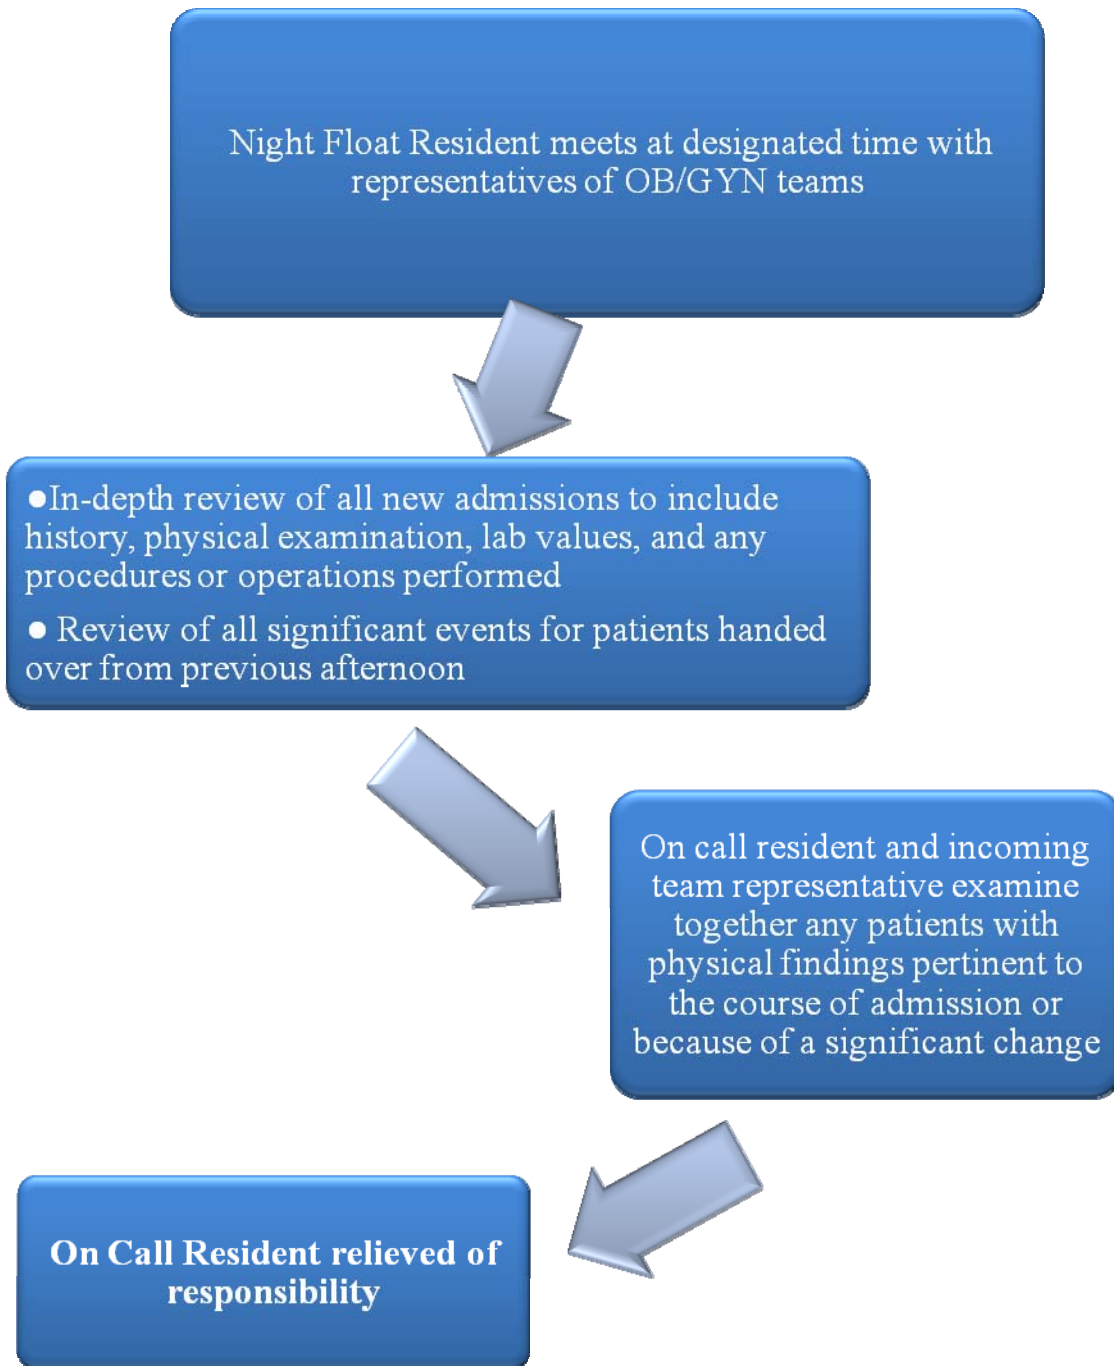 Night Float Resident meets at designated time with
representatives of OB/GYN teams
●In-depth review of all new admissions to include
history, physical examination, lab values, and any
procedures or operations performed
● Review of all significant events for patients handed
over from previous afternoon
On call resident and incoming
team representative examine
together any patients with
physical findings pertinent to
the course of admission or
because of a significant change
On Call Resident relieved of
responsibility